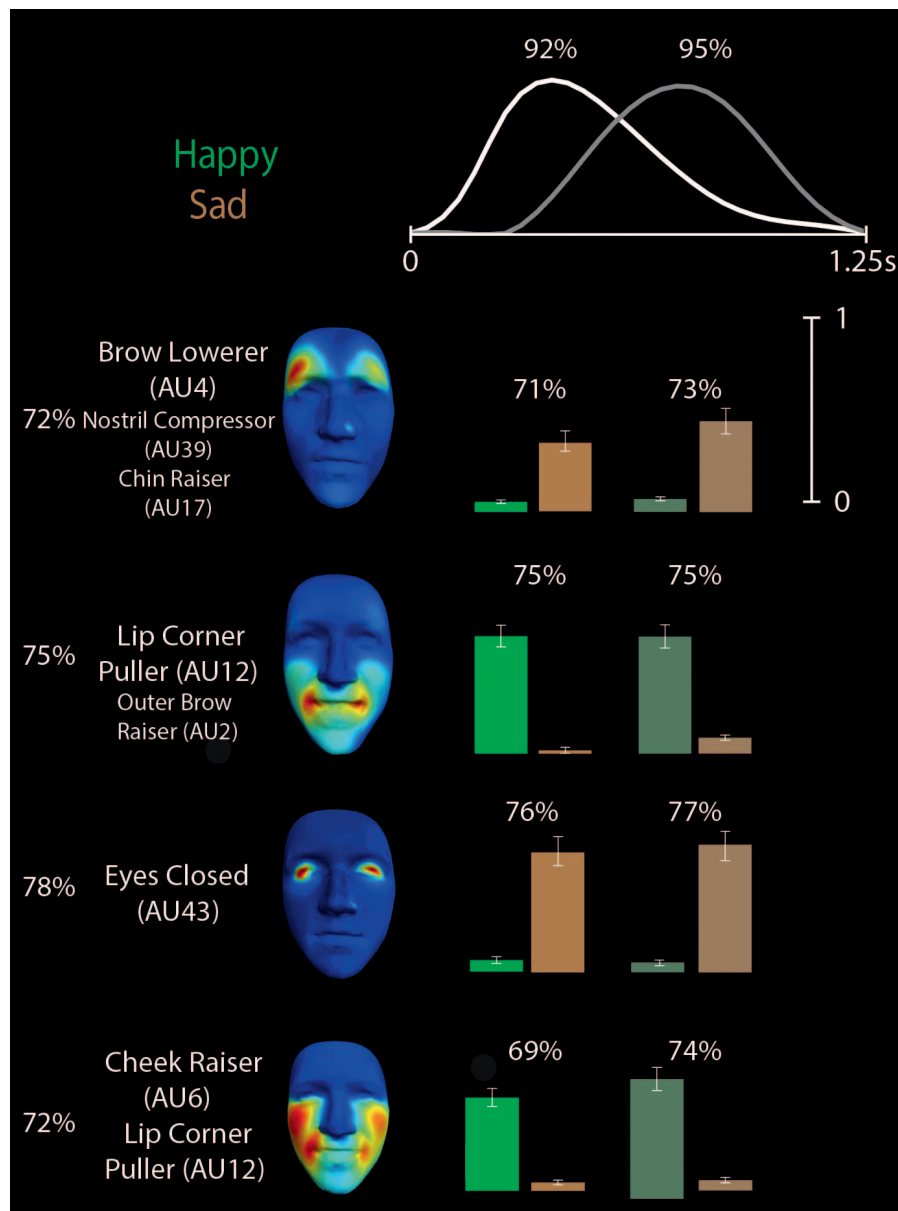 92% 95%
Happy
Sad
0 1.25s
1
0
Brow Lowerer
(AU4)
72% Nostril Compressor
(AU39)
Chin Raiser
(AU17)
71% 73%
75% 75%
75%
Lip Corner
Puller (AU12)
Outer Brow
Raiser (AU2)
76% 77%
78%
Eyes Closed
(AU43)
69% 74%
72%
Cheek Raiser
(AU6)
Lip Corner
Puller (AU12)